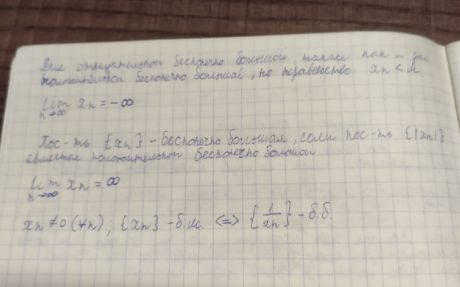 Для отрицательной бесконечно большой, также как и для
положительной бесконечно большой, но неравенство xn < M
lim n→∞ xn = -∞
Пос-ть {xn} - бесконечно большая, если пос-ть {|xn|}
является положительной бесконечно большой
lim n→∞ xn = ∞
xn ≠ 0 (∀n), {xn} - б.м. ⇔ {1/xn} - б.б.